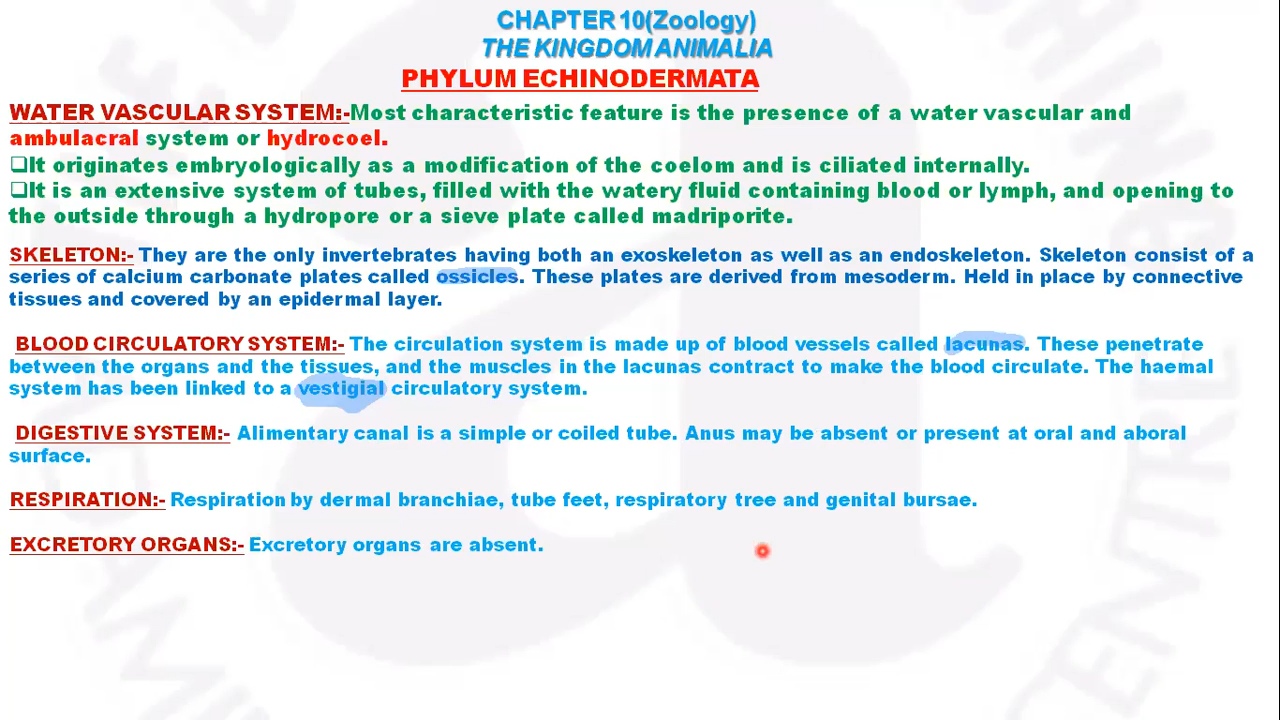 CHAPTER 10(Zoology)
THE KINGDOM ANIMALIA
PHYLUM ECHINODERMATA
WATER VASCULAR SYSTEM:-Most characteristic feature is the presence of a water vascular and
ambulacral system or hydrocoel.
❑It originates embryologically as a modification of the coelom and is ciliated internally.
❑It is an extensive system of tubes, filled with the watery fluid containing blood or lymph, and opening to
the outside through a hydropore or a sieve plate called madriporite.
SKELETON:- They are the only invertebrates having both an exoskeleton as well as an endoskeleton. Skeleton consist of a
series of calcium carbonate plates called ossicles. These plates are derived from mesoderm. Held in place by connective
tissues and covered by an epidermal layer.
BLOOD CIRCULATORY SYSTEM:- The circulation system is made up of blood vessels called lacunas. These penetrate
between the organs and the tissues, and the muscles in the lacunas contract to make the blood circulate. The haemal
system has been linked to a vestigial circulatory system.
DIGESTIVE SYSTEM:- Alimentary canal is a simple or coiled tube. Anus may be absent or present at oral and aboral
surface.
RESPIRATION:- Respiration by dermal branchiae, tube feet, respiratory tree and genital bursae.
EXCRETORY ORGANS:- Excretory organs are absent.